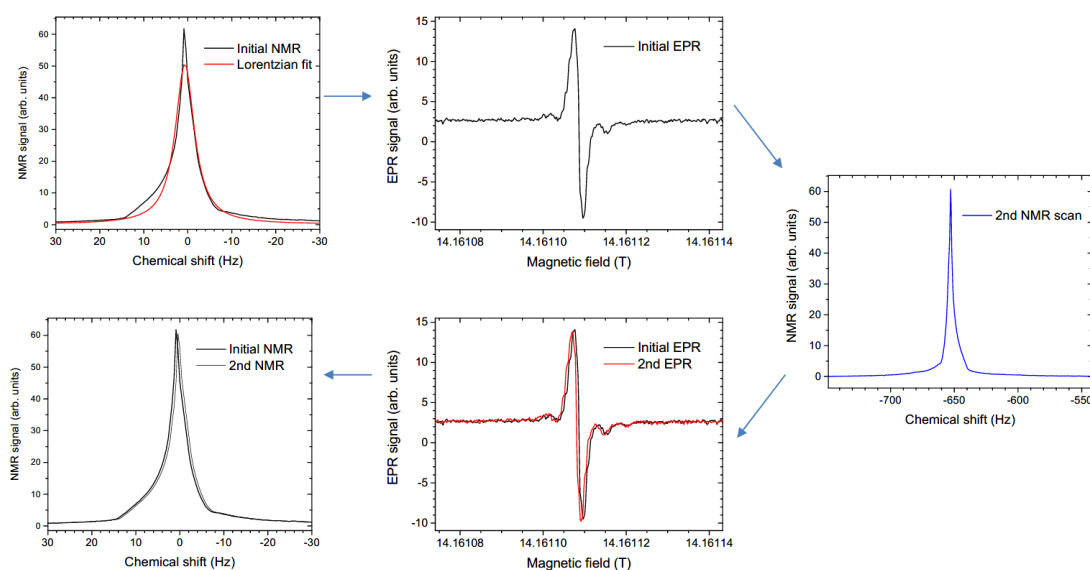 NMR signal (arb. units)
60
50
40
30
20
10
0
Initial NMR
Lorentzian fit
30 20 10 0 -10 -20 -30
Chemical shift (Hz)
EPR signal (arb. units)
15
10
5
0
-5
-10
Initial EPR
14.16108 14.16110 14.16112 14.16114
Magnetic field (T)
NMR signal (arb. units)
60
50
40
30
20
10
0
2nd NMR scan
-700 -650 -600 -550
Chemical shift (Hz)
EPR signal (arb. units)
15
10
5
0
-5
-10
Initial EPR
2nd EPR
14.16108 14.16110 14.16112 14.16114
Magnetic field (T)
NMR signal (arb. units)
60
50
40
30
20
10
0
Initial NMR
2nd NMR
30 20 10 0 -10 -20 -30
Chemical shift (Hz)